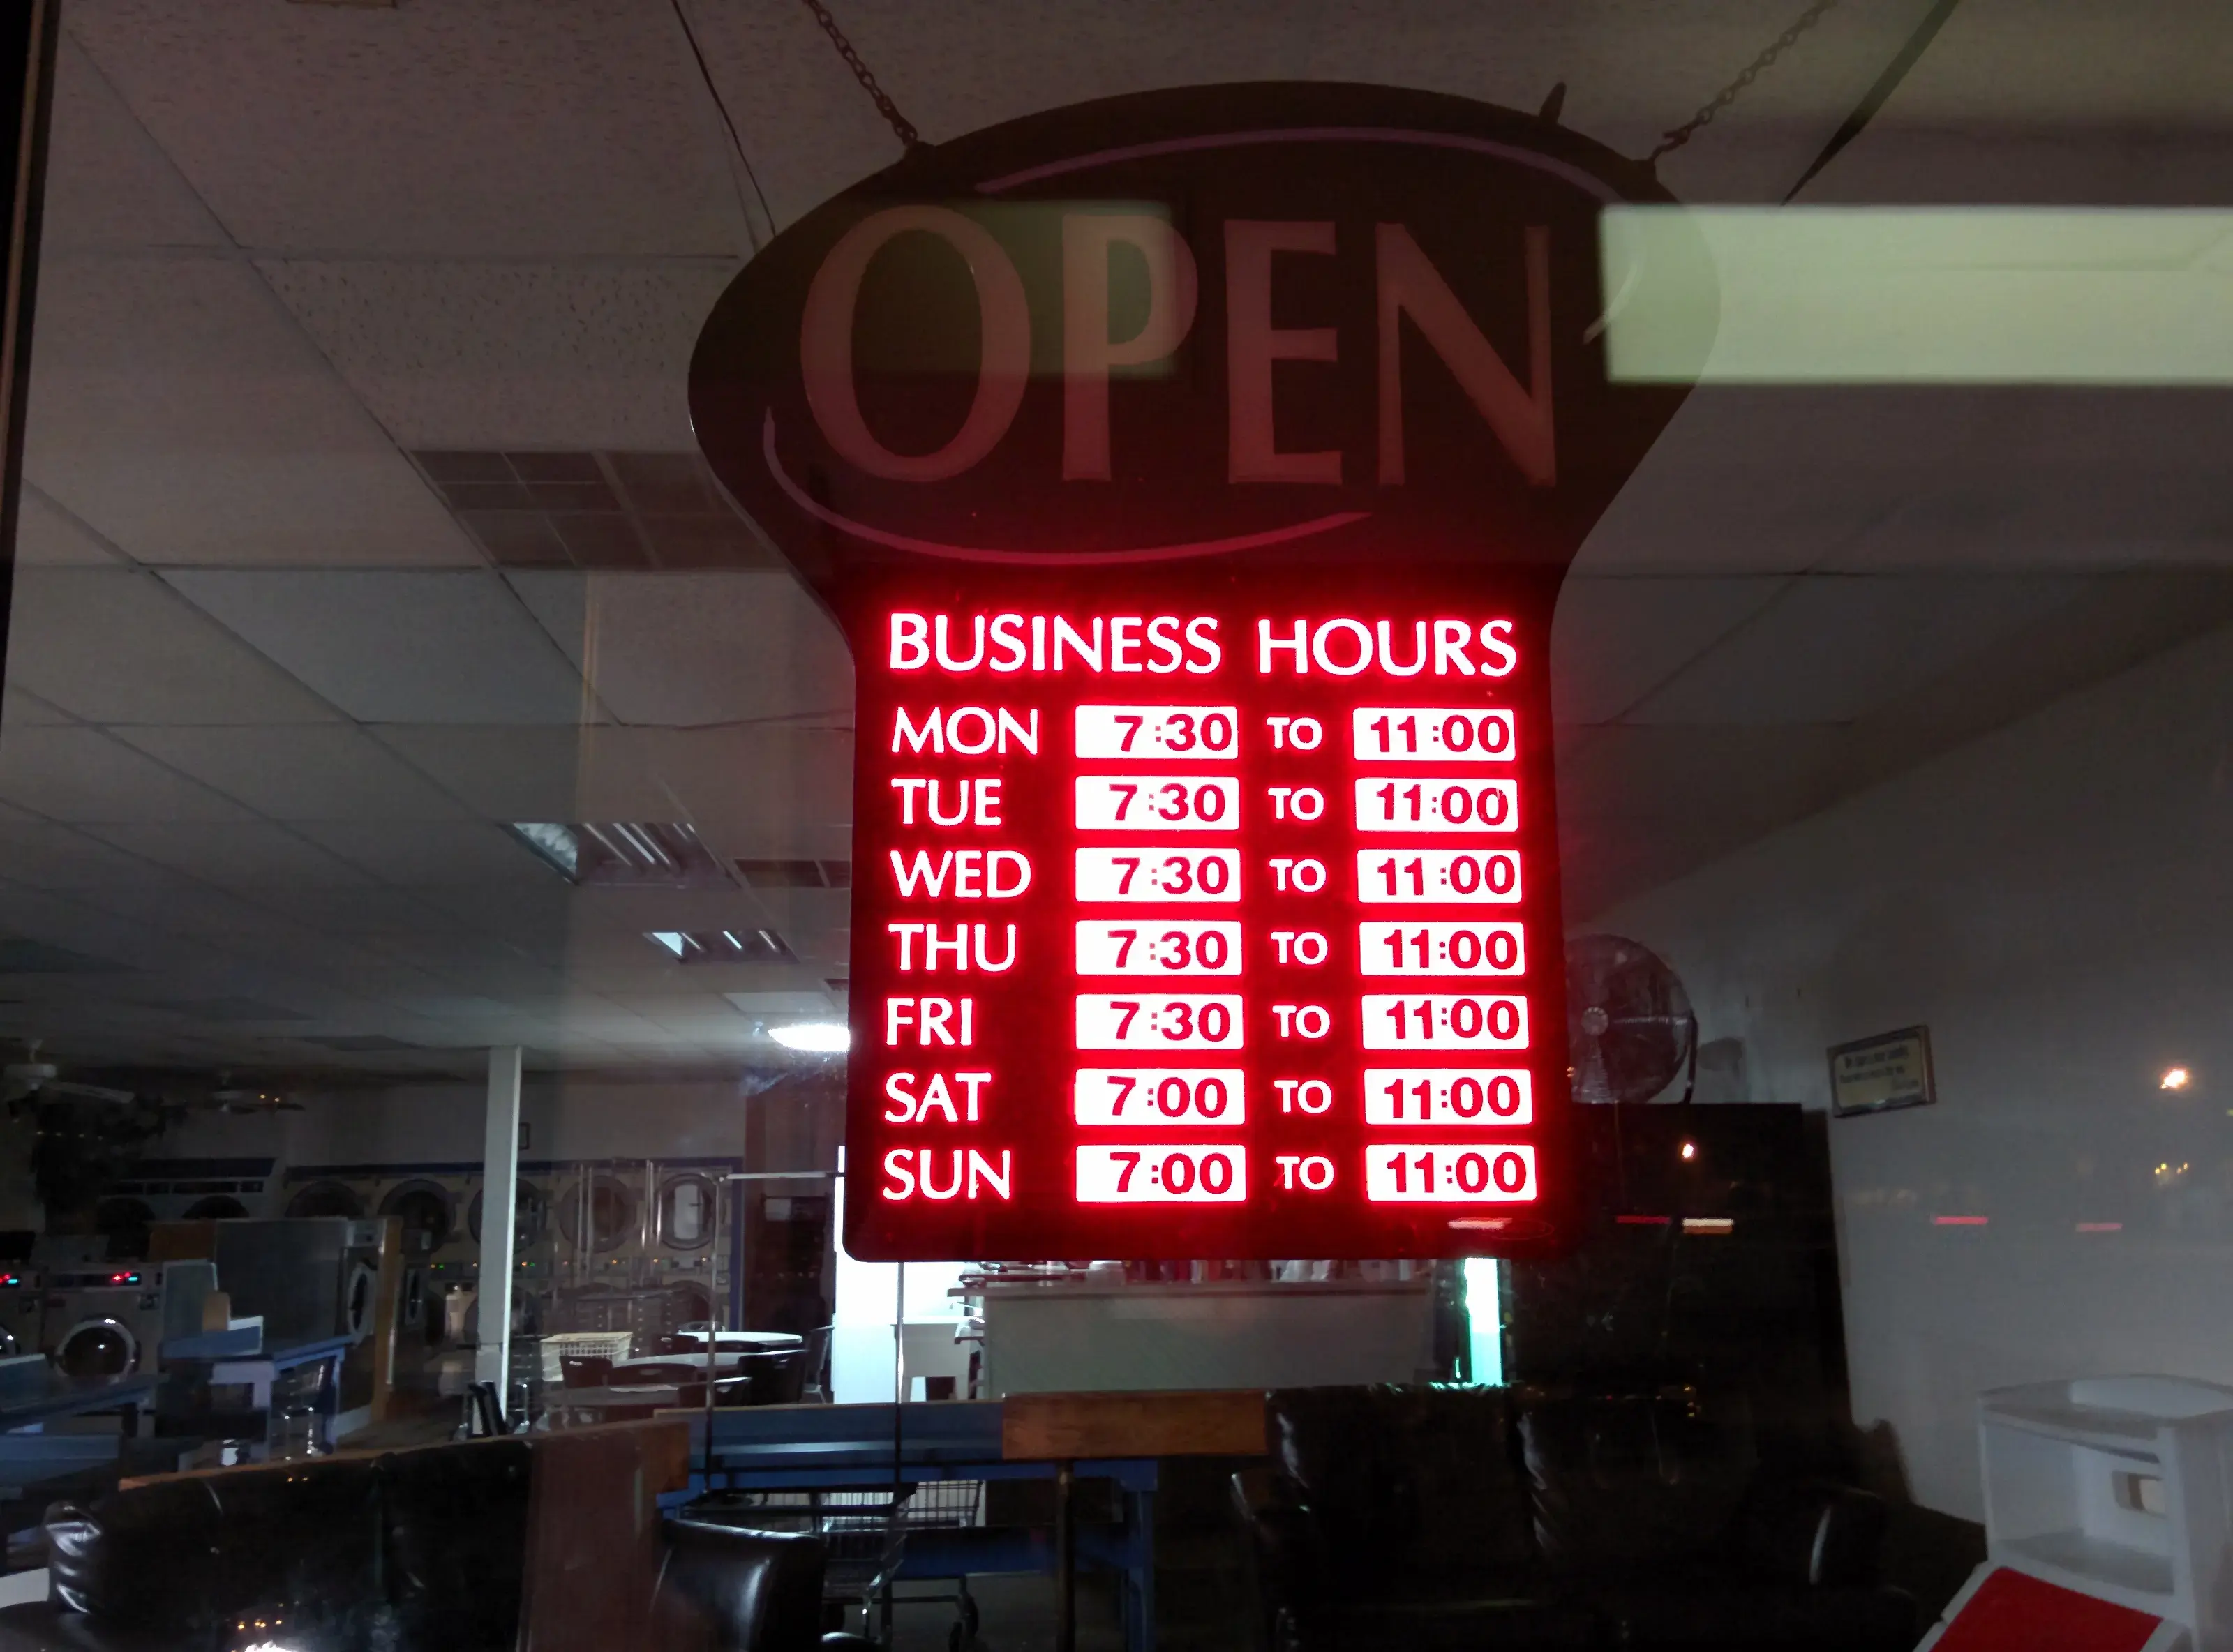 OPEN
BUSINESS HOURS
MON 7:30 TO 11:00
TUE 7:30 TO 11:00
WED 7:30 TO 11:00
THU 7:30 TO 11:00
FRI 7:30 TO 11:00
SAT 7:00 TO 11:00
SUN 7:00 TO 11:00